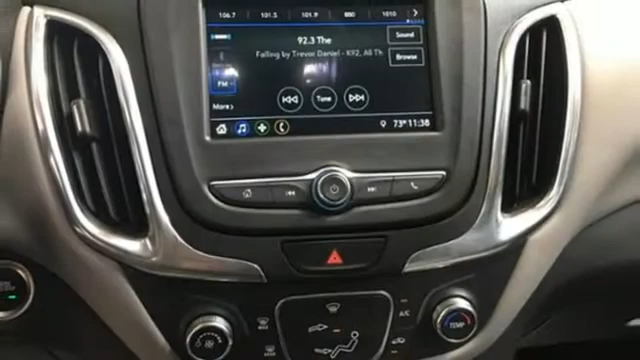 106.7 101.5 101.9 880 1010
92.3 The Sound
Falling by Trevor Daniel - K92, All Th Browse
FM
More
Tune
73° 11:38
A/C
TEMP